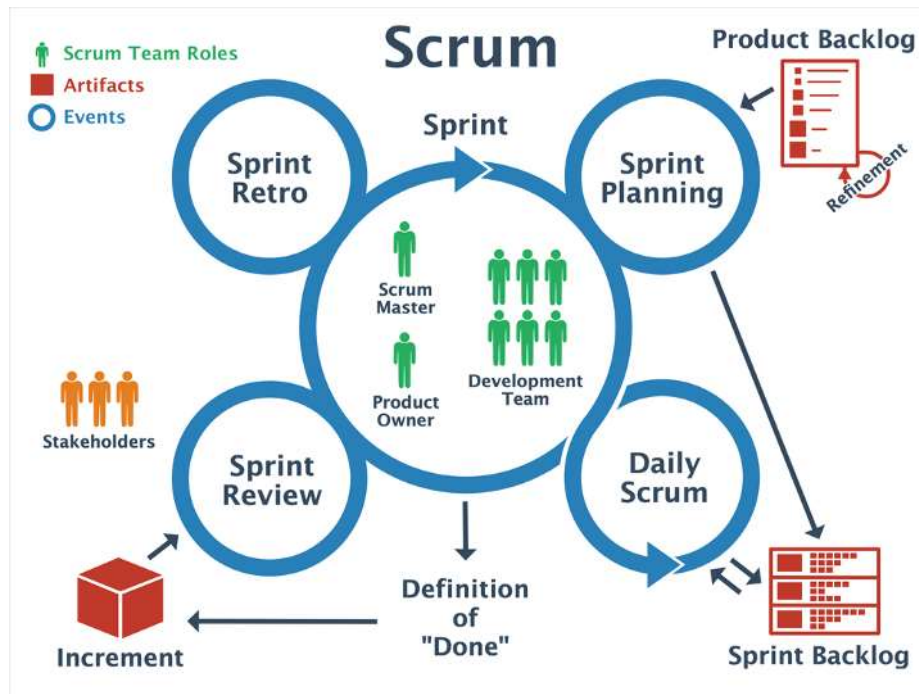 Scrum
Scrum Team Roles
Artifacts
Events
Product Backlog
Refinement
Sprint
Sprint
Retro
Sprint
Planning
Scrum
Master
Product
Owner
Development
Team
Stakeholders
Sprint
Review
Daily
Scrum
Definition
of
"Done"
Increment
Sprint Backlog